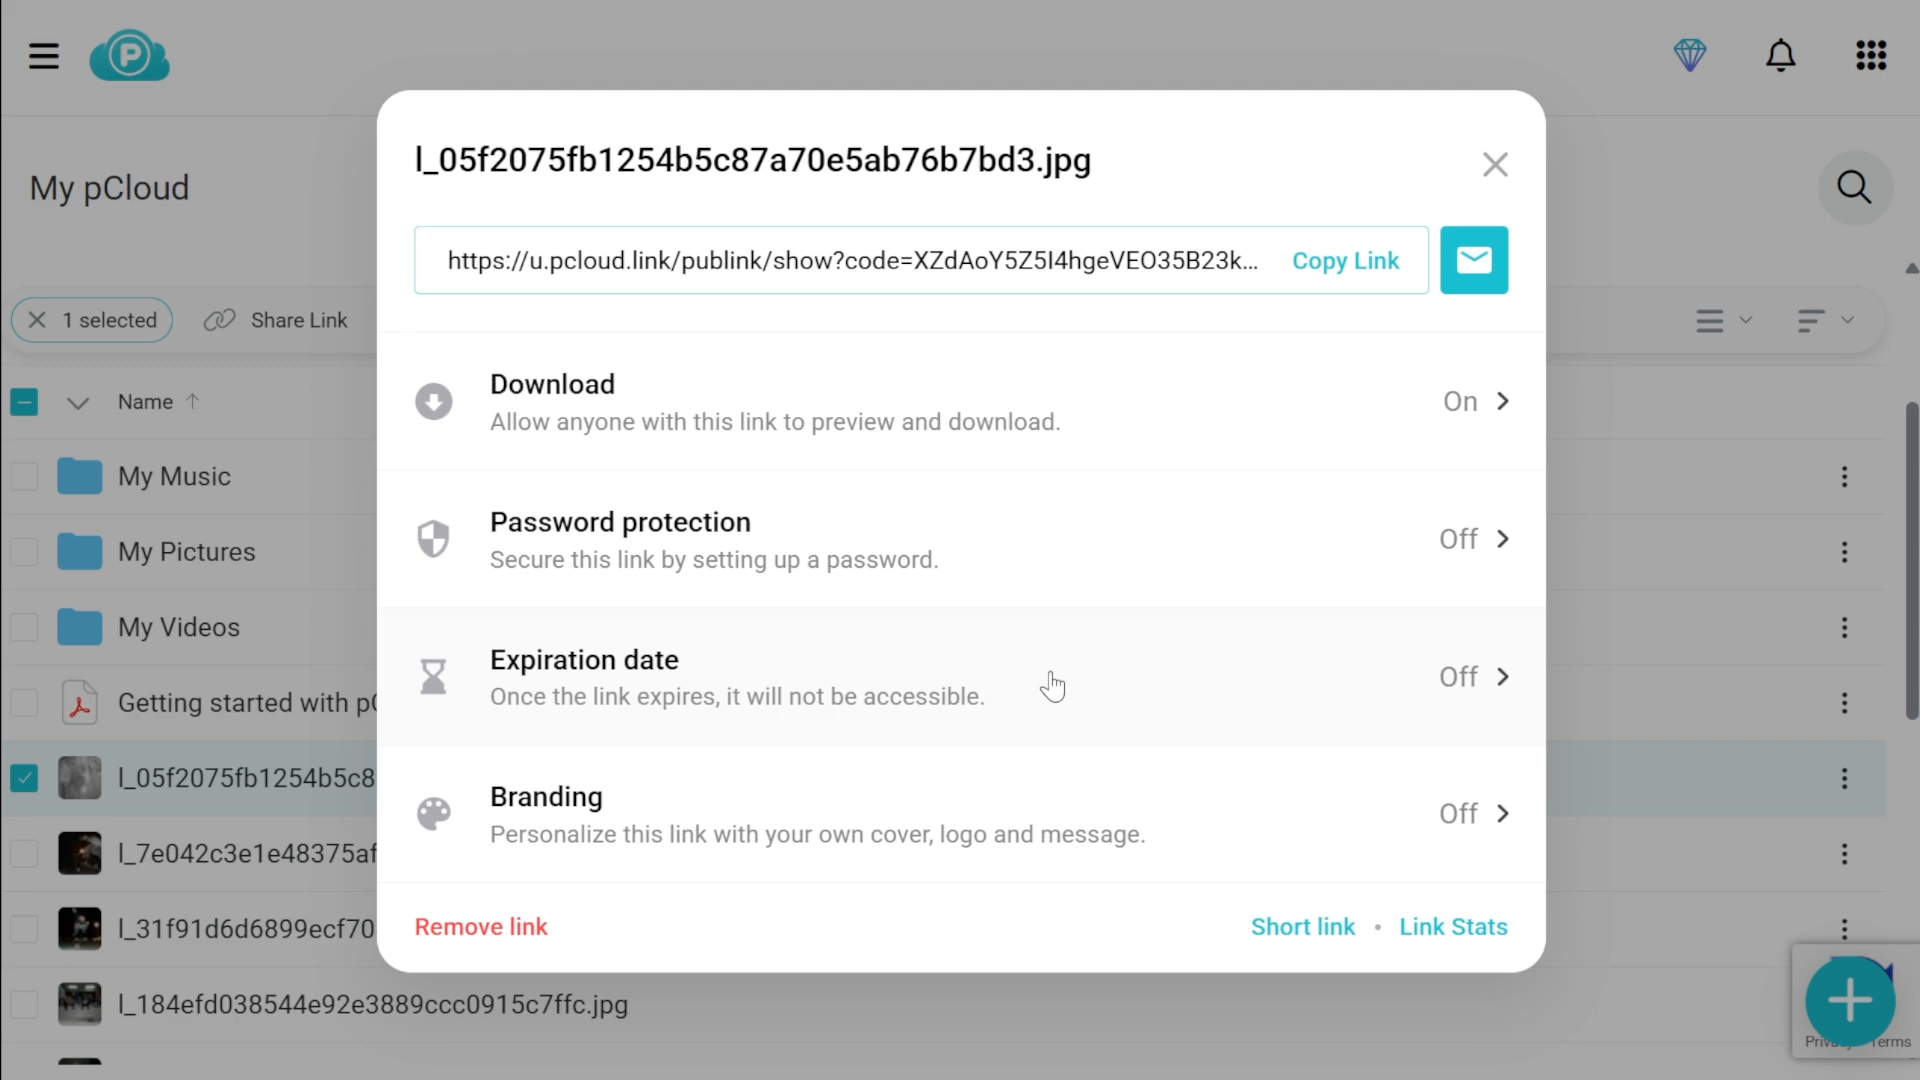 P
My pCloud
1 selected
Share Link
Name
My Music
My Pictures
My Videos
Getting started with pC
l_05f2075fb1254b5c8
l_7e042c3e1e48375af
l_31f91d6d6899ecf70
l_184efd038544e92e3889ccc0915c7ffc.jpg
l_05f2075fb1254b5c87a70e5ab76b7bd3.jpg
https://u.pcloud.link/publink/show?code=XZdAoY5Z5I4hgeVEO35B23k...
Copy Link
Download
Allow anyone with this link to preview and download.
On
Password protection
Secure this link by setting up a password.
Off
Expiration date
Once the link expires, it will not be accessible.
Off
Branding
Personalize this link with your own cover, logo and message.
Off
Remove link
Short link • Link Stats